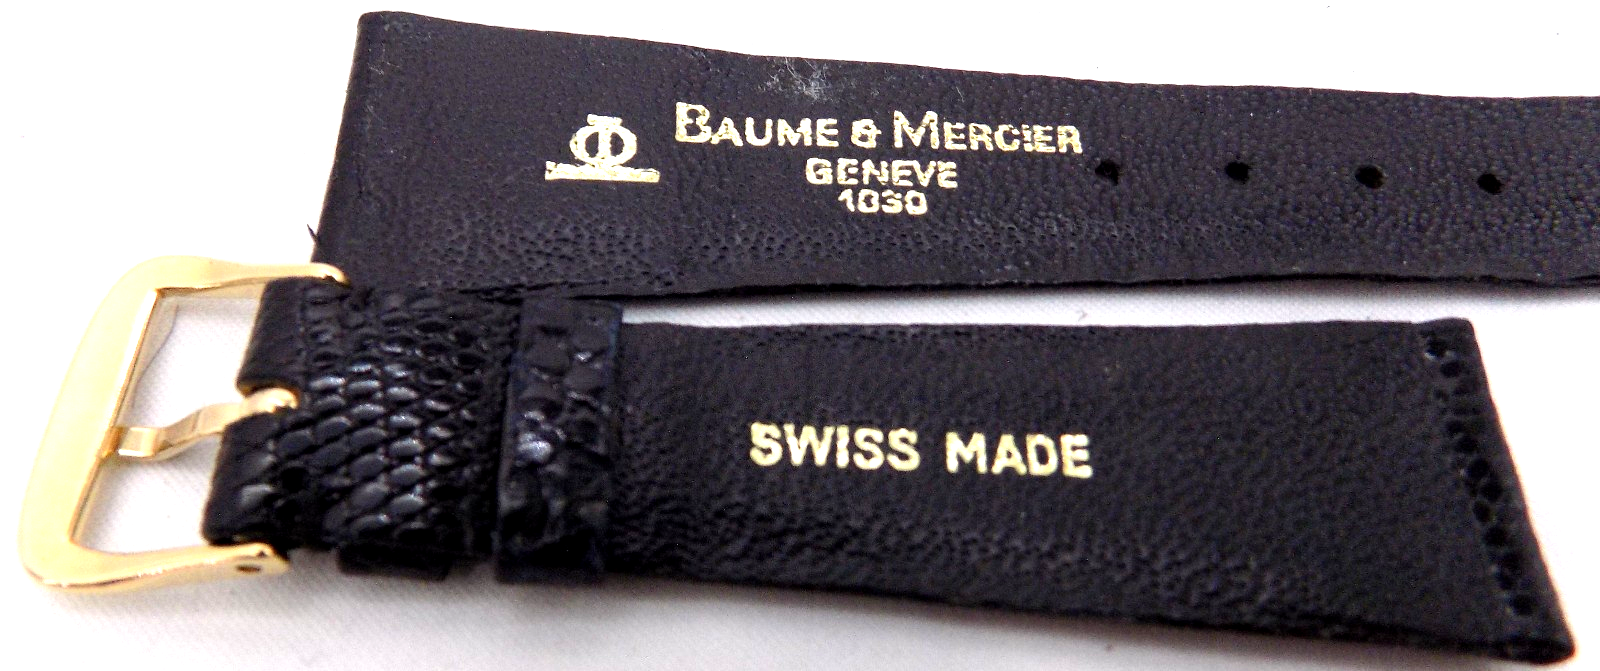 BAUME & MERCIER
GENEVE
1830
SWISS MADE